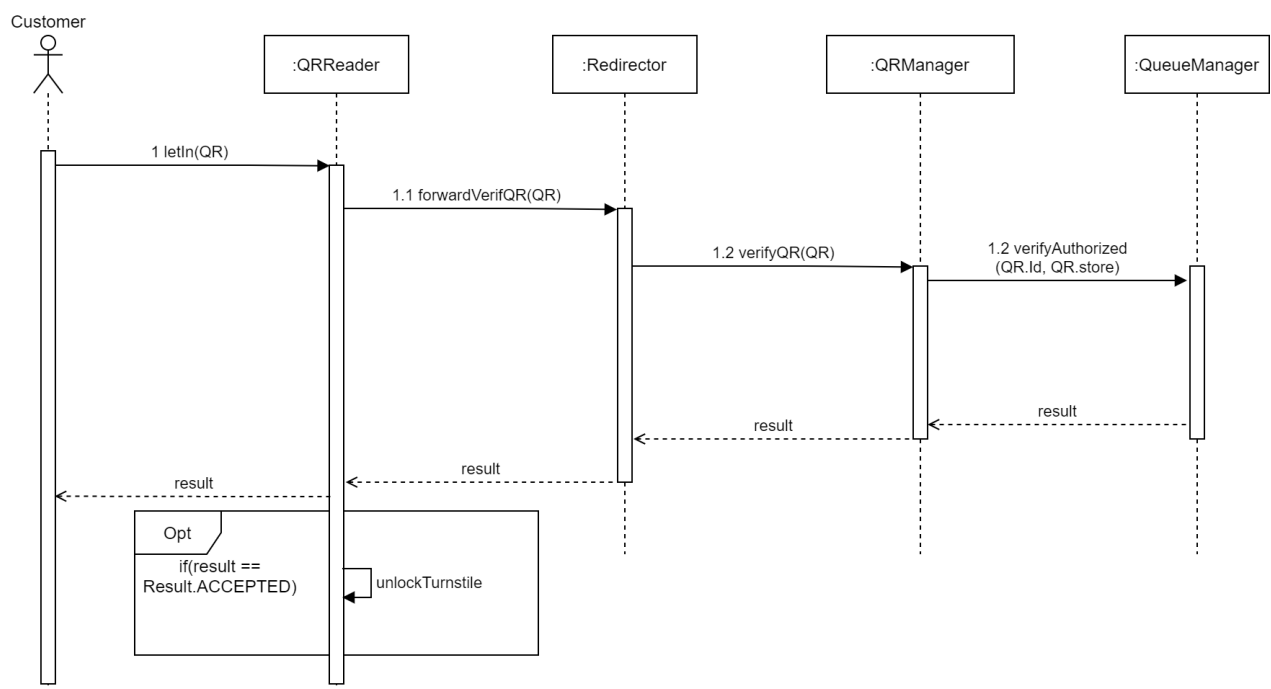 Customer
:QRReader
:Redirector
:QRManager
:QueueManager
1 letIn(QR)
1.1 forwardVerifQR(QR)
1.2 verifyQR(QR)
1.2 verifyAuthorized
(QR.Id, QR.store)
result
result
result
result
Opt
if(result ==
Result.ACCEPTED)
unlockTurnstile